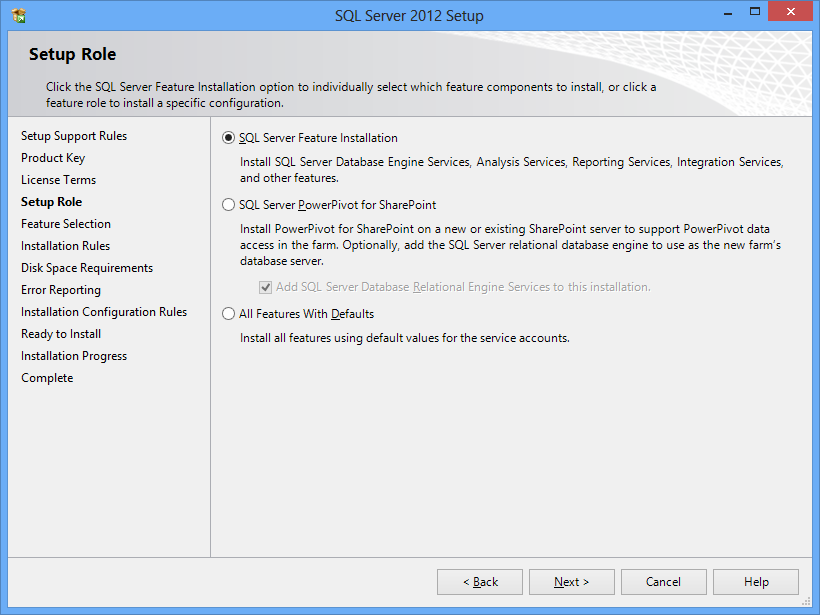 SQL Server 2012 Setup
Setup Role
Click the SQL Server Feature Installation option to individually select which feature components to install, or click a
feature role to install a specific configuration.
Setup Support Rules
Product Key
License Terms
Setup Role
Feature Selection
Installation Rules
Disk Space Requirements
Error Reporting
Installation Configuration Rules
Ready to Install
Installation Progress
Complete
SQL Server Feature Installation
Install SQL Server Database Engine Services, Analysis Services, Reporting Services, Integration Services,
and other features.
SQL Server PowerPivot for SharePoint
Install PowerPivot for SharePoint on a new or existing SharePoint server to support PowerPivot data
access in the farm. Optionally, add the SQL Server relational database engine to use as the new farm's
database server.
Add SQL Server Database Relational Engine Services to this installation.
All Features With Defaults
Install all features using default values for the service accounts.
< Back
Next >
Cancel
Help